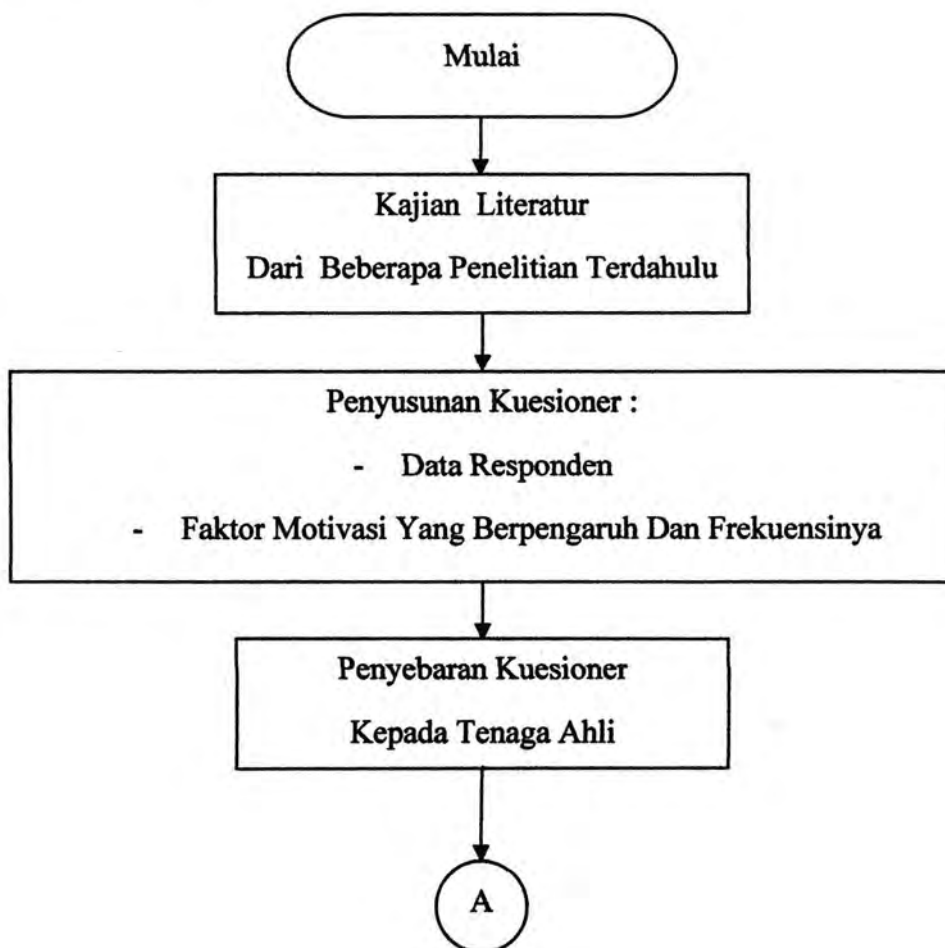 Mulai
Kajian Literatur
Dari Beberapa Penelitian Terdahulu
Penyusunan Kuesioner :
- Data Responden
- Faktor Motivasi Yang Berpengaruh Dan Frekuensinya
Penyebaran Kuesioner
Kepada Tenaga Ahli
A